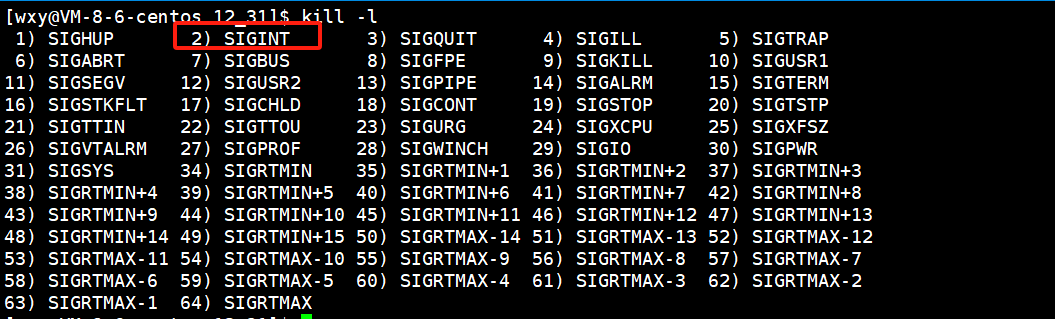 [wxy@VM-8-6-centos 12_31]$ kill -l
1) SIGHUP 2) SIGINT 3) SIGQUIT 4) SIGILL 5) SIGTRAP
6) SIGABRT 7) SIGBUS 8) SIGFPE 9) SIGKILL 10) SIGUSR1
11) SIGSEGV 12) SIGUSR2 13) SIGPIPE 14) SIGALRM 15) SIGTERM
16) SIGSTKFLT 17) SIGCHLD 18) SIGCONT 19) SIGSTOP 20) SIGTSTP
21) SIGTTIN 22) SIGTTOU 23) SIGURG 24) SIGXCPU 25) SIGXFSZ
26) SIGVTALRM 27) SIGPROF 28) SIGWINCH 29) SIGIO 30) SIGPWR
31) SIGSYS 34) SIGRTMIN 35) SIGRTMIN+1 36) SIGRTMIN+2 37) SIGRTMIN+3
38) SIGRTMIN+4 39) SIGRTMIN+5 40) SIGRTMIN+6 41) SIGRTMIN+7 42) SIGRTMIN+8
43) SIGRTMIN+9 44) SIGRTMIN+10 45) SIGRTMIN+11 46) SIGRTMIN+12 47) SIGRTMIN+13
48) SIGRTMIN+14 49) SIGRTMIN+15 50) SIGRTMAX-14 51) SIGRTMAX-13 52) SIGRTMAX-12
53) SIGRTMAX-11 54) SIGRTMAX-10 55) SIGRTMAX-9 56) SIGRTMAX-8 57) SIGRTMAX-7
58) SIGRTMAX-6 59) SIGRTMAX-5 60) SIGRTMAX-4 61) SIGRTMAX-3 62) SIGRTMAX-2
63) SIGRTMAX-1 64) SIGRTMAX